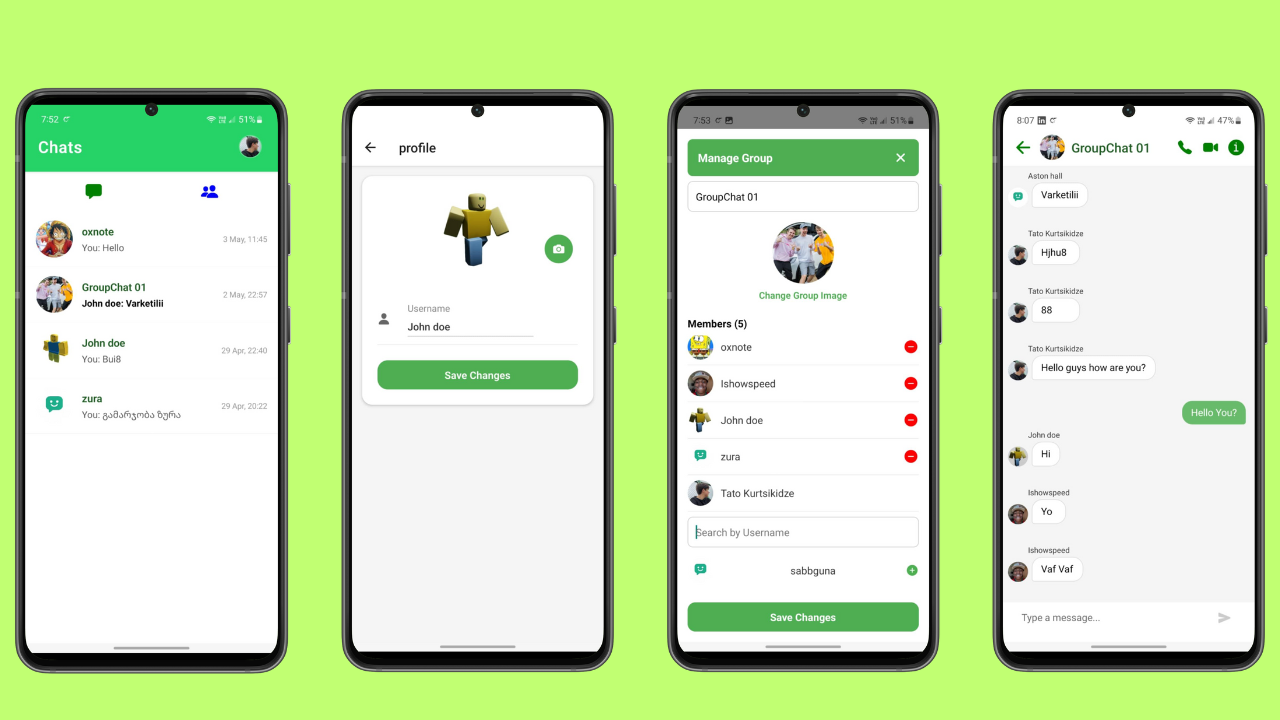 7:52
51%
Chats
oxnote
You: Hello
3 May, 11:45
GroupChat 01
John doe: Varketilii
2 May, 22:57
John doe
You: Bui8
29 Apr, 22:40
zura
You: გამარჯობა ზურა
29 Apr, 20:22
profile
Username
John doe
Save Changes
7:53
51%
Manage Group
GroupChat 01
Change Group Image
Members (5)
oxnote
Ishowspeed
John doe
zura
Tato Kurtsikidze
Search by Username
sabbguna
Save Changes
8:07
47%
GroupChat 01
Aston hall
Varketilii
Tato Kurtsikidze
Hjhu8
Tato Kurtsikidze
88
Tato Kurtsikidze
Hello guys how are you?
Hello You?
John doe
Hi
Ishowspeed
Yo
Ishowspeed
Vaf Vaf
Type a message...